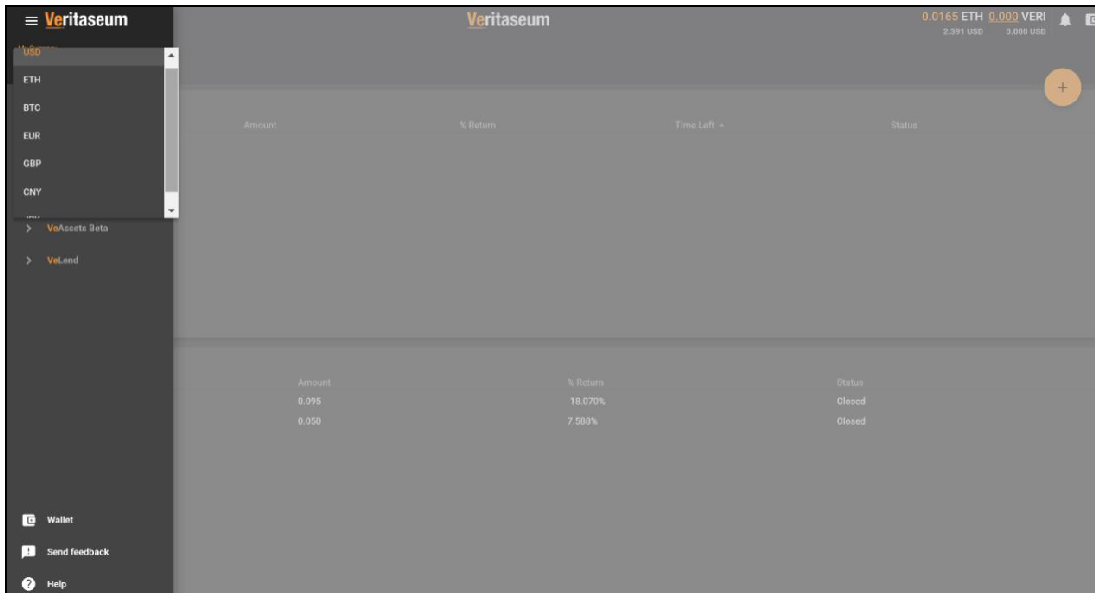 Veritaseum
Veritaseum
0.0165 ETH 0.000 VERI
2.391 USD 0.000 USD
USD
ETH
BTC
EUR
GBP
CNY
Amount % Return Time Left Status
VeAssets Beta
VeLend
Amount % Return Status
0.095 18.070% Closed
0.050 7.580% Closed
Wallet
Send feedback
Help